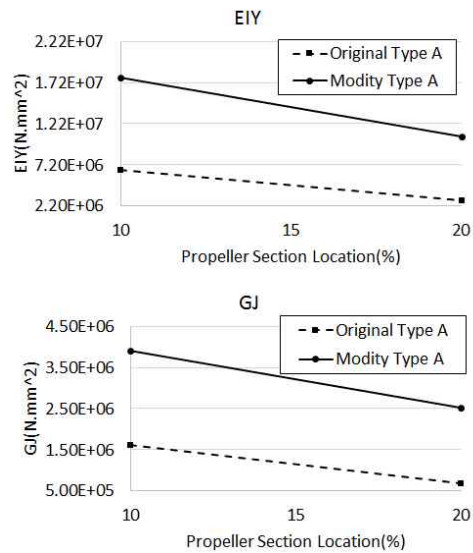 EIY
2.22E+07
1.72E+07
1.22E+07
7.20E+06
2.20E+06
EIY(N.mm^2)
Original Type A
Modity Type A
10 15 20
Propeller Section Location(%)
GJ
4.50E+06
3.50E+06
2.50E+06
1.50E+06
5.00E+05
GJ(N.mm^2)
Original Type A
Modity Type A
10 15 20
Propeller Section Location(%)